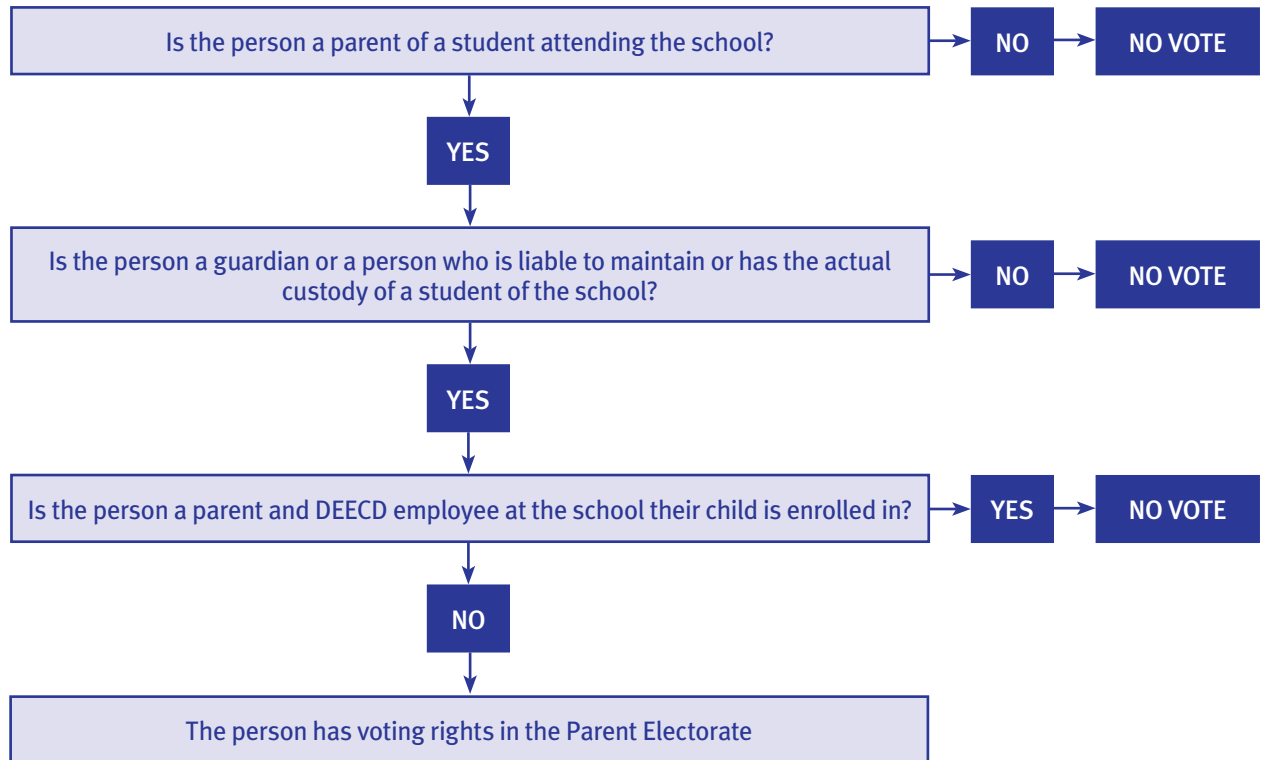 Is the person a parent of a student attending the school?
NO
NO VOTE
YES
Is the person a guardian or a person who is liable to maintain or has the actual
custody of a student of the school?
NO
NO VOTE
YES
Is the person a parent and DEECD employee at the school their child is enrolled in?
YES
NO VOTE
NO
The person has voting rights in the Parent Electorate